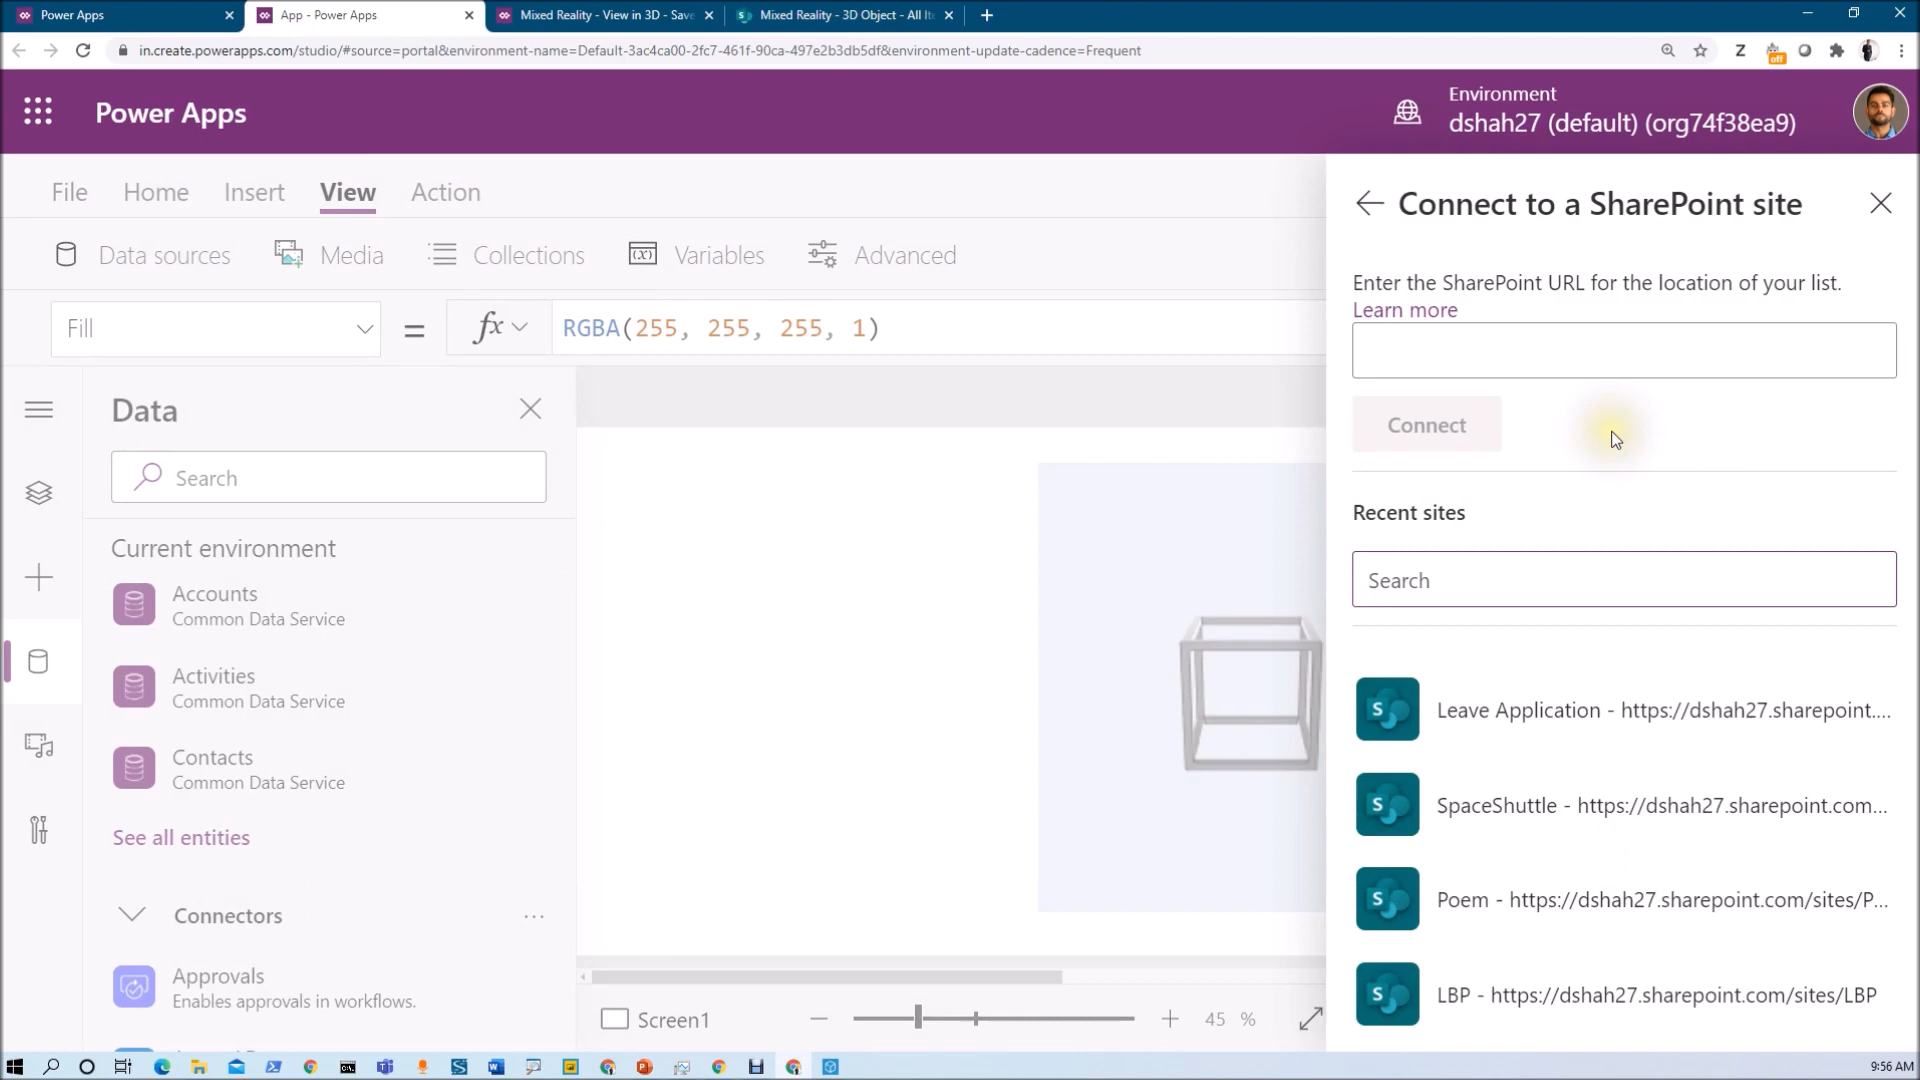 Power Apps
App - Power Apps
Mixed Reality - View in 3D - Save
Mixed Reality - 3D Object - All It
in.create.powerapps.com/studio/#source=portal&environment-name=Default-3ac4ca00-2fc7-461f-90ca-497e2b3db5df&environment-update-cadence=Frequent
Z
off
Power Apps
Environment
dshah27 (default) (org74f38ea9)
File Home Insert View Action
Data sources Media Collections Variables Advanced
Fill = fx RGBA(255, 255, 255, 1)
Data
Search
Current environment
Accounts
Common Data Service
Activities
Common Data Service
Contacts
Common Data Service
See all entities
Connectors ...
Approvals
Enables approvals in workflows.
Screen1
45 %
Connect to a SharePoint site
Enter the SharePoint URL for the location of your list.
Learn more
Connect
Recent sites
Search
Leave Application - https://dshah27.sharepoint....
SpaceShuttle - https://dshah27.sharepoint.com...
Poem - https://dshah27.sharepoint.com/sites/P...
LBP - https://dshah27.sharepoint.com/sites/LBP
9:56 AM